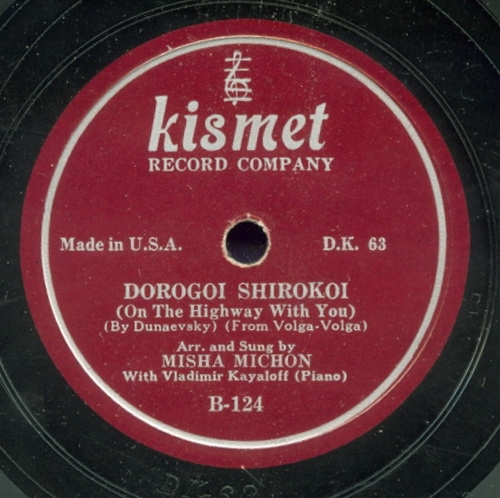 kismet
RECORD COMPANY
Made in U.S.A. D.K. 63
DOROGOI SHIROKOI
(On The Highway With You)
(By Dunaevsky) (From Volga-Volga)
Arr. and Sung by
MISHA MICHON
With Vladimir Kayaloff (Piano)
B-124